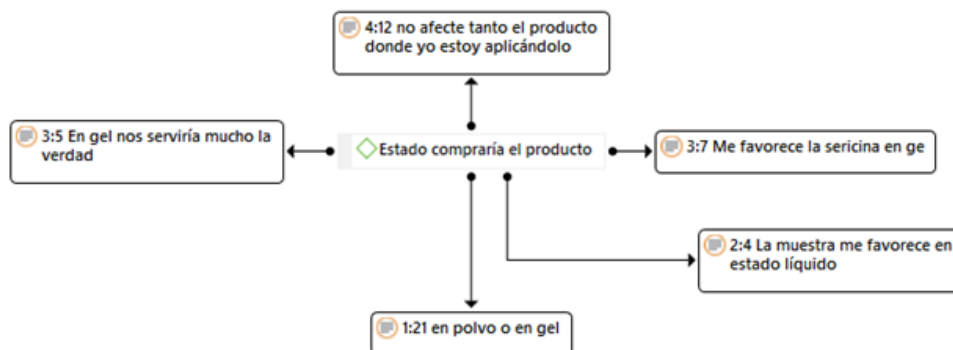 4:12 no afecte tanto el producto
donde yo estoy aplicándolo
3:5 En gel nos serviría mucho la
verdad
Estado compraría el producto
3:7 Me favorece la sericina en ge
2:4 La muestra me favorece en
estado líquido
1:21 en polvo o en gel